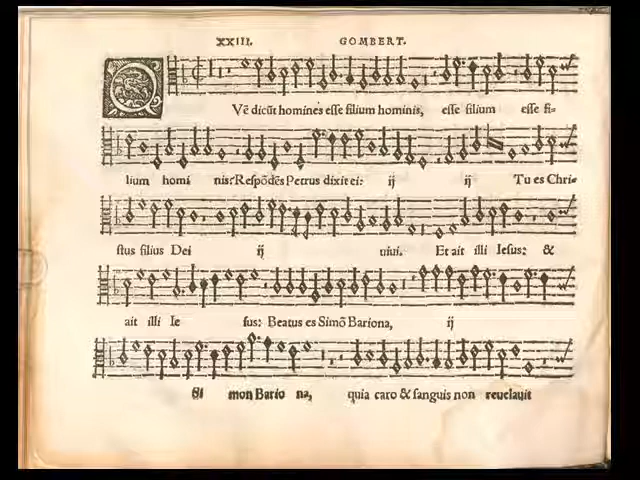 XXIII. GOMBERT.
QVē dicūt homines esse filium hominis, esse filium esse fi-
lium homi nis? Respōdēs Petrus dixit ei: ij ij Tu es Chri-
stus filius Dei ij uiui. Et ait illi Iesus: &
ait illi Ie sus: Beatus es Simō Bariona, ij
Si mon Bario na, quia caro & sanguis non reuelauit